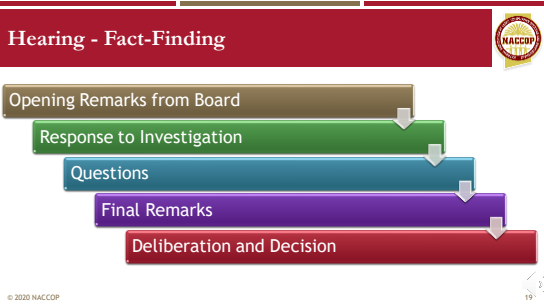 Hearing - Fact-Finding
NACCOP
Opening Remarks from Board
Response to Investigation
Questions
Final Remarks
Deliberation and Decision
© 2020 NACCOP
19